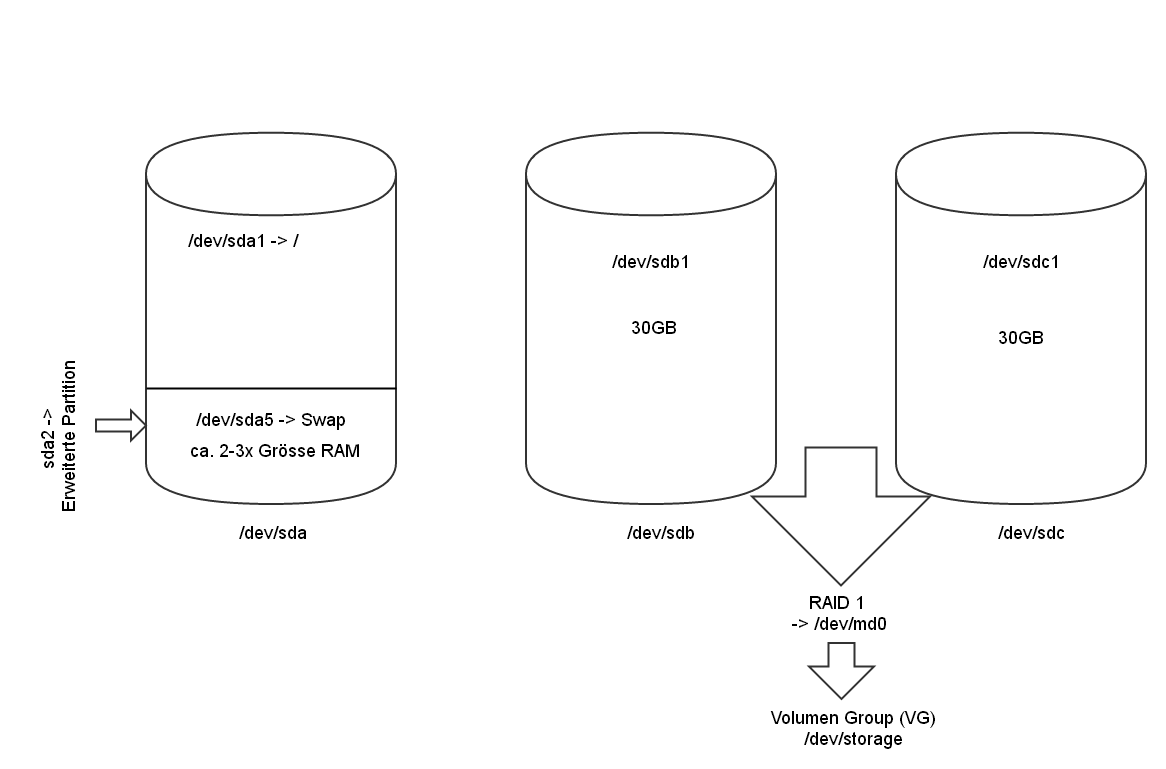 /dev/sda1 -> /
sda2 ->
Erweiterte Partition
/dev/sda5 -> Swap
ca. 2-3x Grösse RAM
/dev/sda
/dev/sdb1
30GB
/dev/sdb
/dev/sdc1
30GB
/dev/sdc
RAID 1
-> /dev/md0
Volumen Group (VG)
/dev/storage